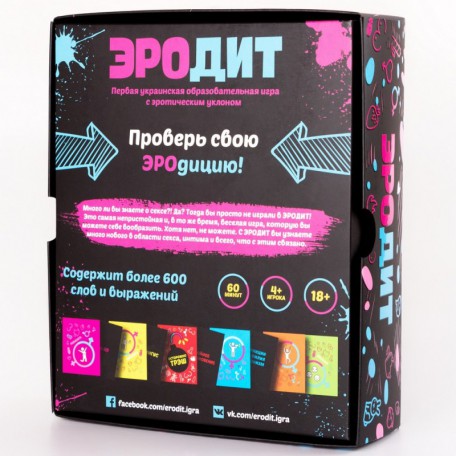 ЭРОДИТ
Первая украинская образовательная игра
с эротическим уклоном
Проверь свою
ЭРОдицию!
Много ли вы знаете о сексе?! Да? Тогда вы просто не играли в ЭРОДИТ!
Это самая непристойная и, в то же время, веселая игра, которую вы
можете себе вообразить. Хотя нет, не можете. С ЭРОДИТ вы узнаете
много нового в области секса, интима и всего, что с этим связано.
Содержит более 600
слов и выражений
60
МИНУТ
4+
ИГРОКА
18+
ТРЭШ
facebook.com/erodit.igra
vk.com/erodit.igra
ЭРОДИТ